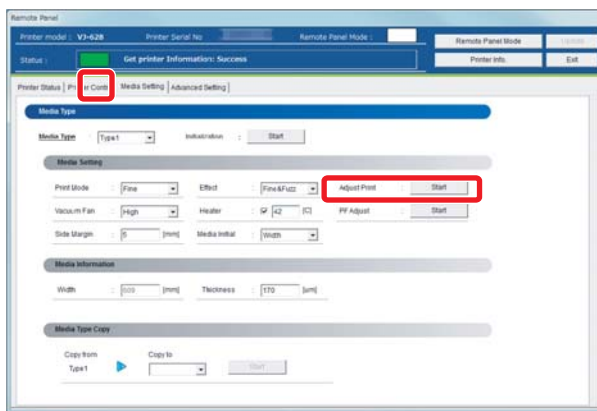 Remote Panel
Printer model : VJ-628 Printer Serial No Remote Panel Mode :
Remote Panel Mode
Status : Get printer Information: Success
Printer Info. Exit
Printer Status Pr er Contr Media Setting Advanced Setting
Media Type
Media Type : Type1 Initialization : Start
Media Setting
Print Mode : Fine Effect : Fine&Fuzz Adjust Print : Start
Vacuum Fan : High Heater : 42 [C] PF Adjust : Start
Side Margin : 5 [mm] Media Initial : Width
Media Information
Width : [mm] Thickness : 170 [um]
Media Type Copy
Copy from Copy to
Type1 Start